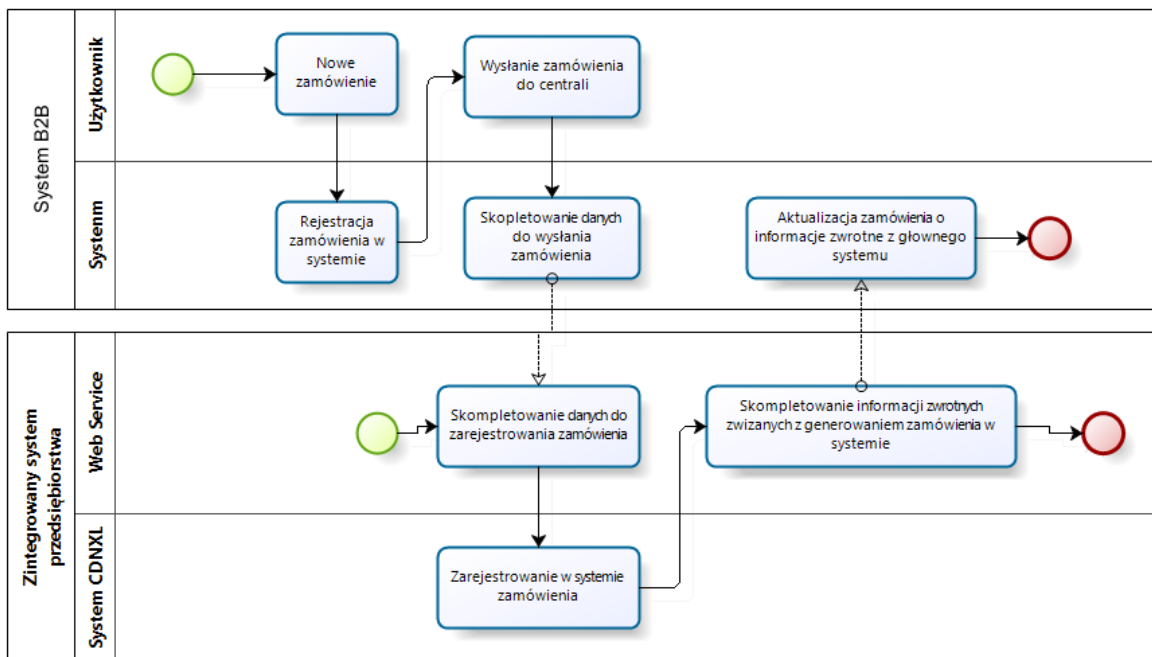 System B2B
Użytkownik
Nowe
zamówienie
Wysłanie zamówienia
do centrali
Systemm
Rejestracja
zamówienia w
systemie
Skopletowanie danych
do wysłania
zamówienia
Aktualizacja zamówienia o
informacje zwrotne z głownego
systemu
Zintegrowany system
przedsiębiorstwa
Web Service
Skompletowanie danych do
zarejestrowania zamówienia
Skompletowanie informacji zwrotnych
zwizanych z generowaniem zamówienia w
systemie
System CDNXL
Zarejestrowanie w systemie
zamówienia